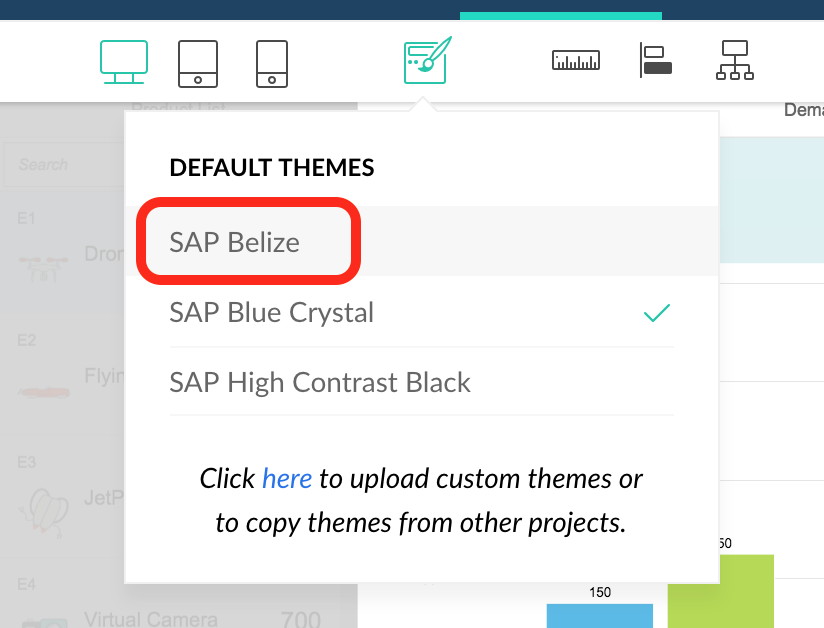 Product List
Dema
DEFAULT THEMES
Search
E1
SAP Belize
Dron
SAP Blue Crystal
E2
Flyin
SAP High Contrast Black
E3
Click here to upload custom themes or
JetP
to copy themes from other projects.
50
E4
150
Virtual Camera
700